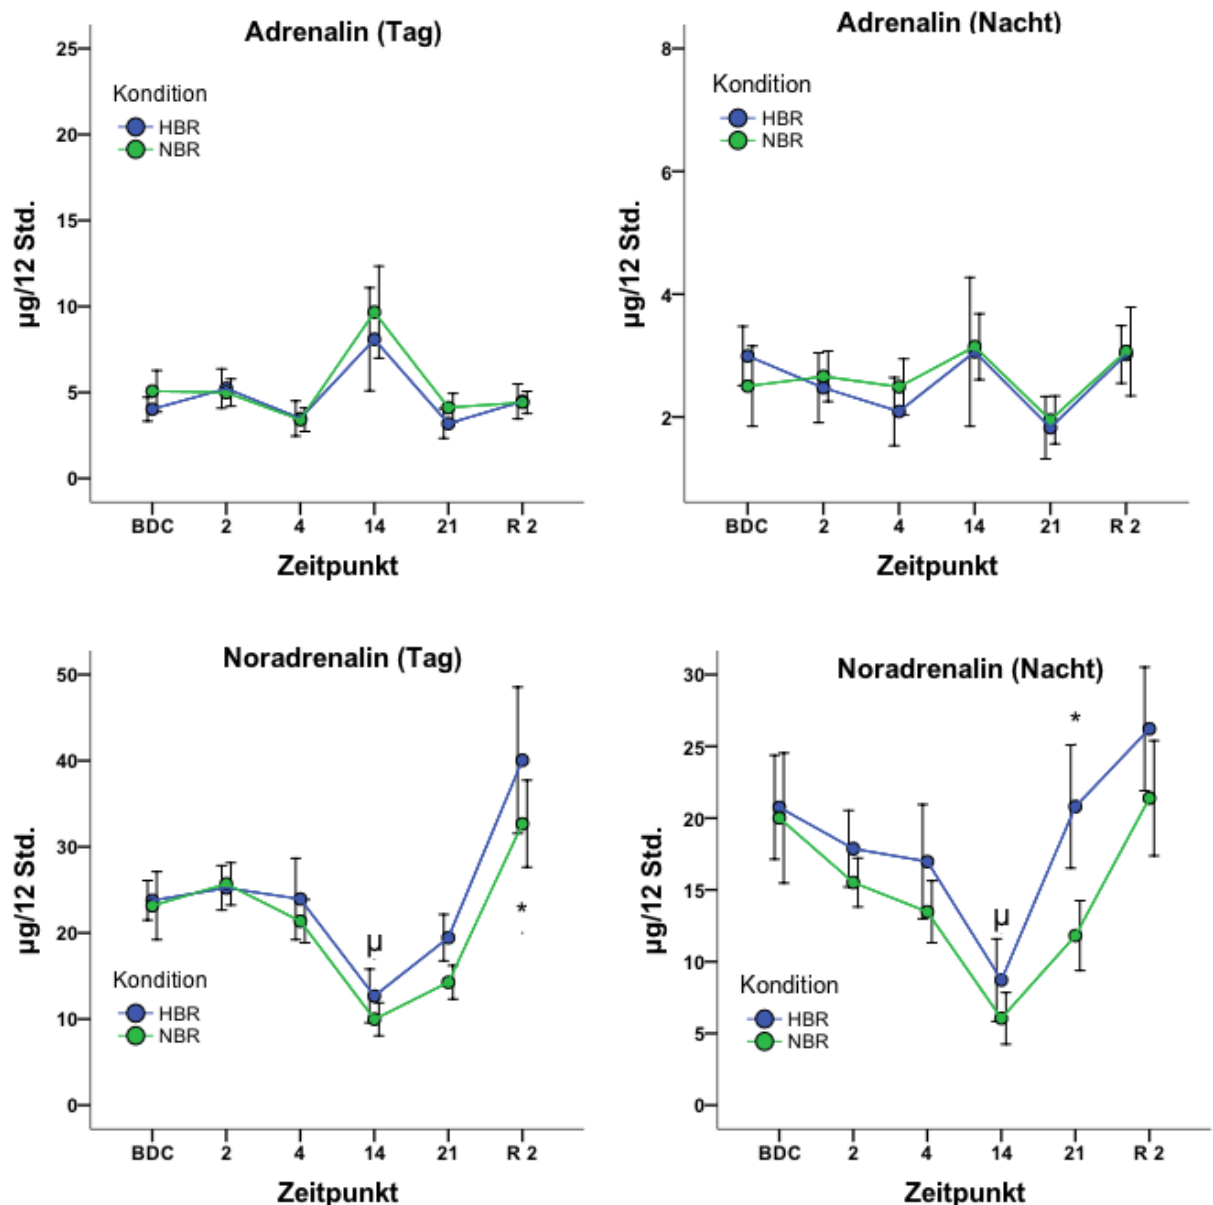 Adrenalin (Tag)
25
20
15
10
5
0
µg/12 Std.
Kondition
HBR
NBR
BDC 2 4 14 21 R 2
Zeitpunkt
Adrenalin (Nacht)
8
6
4
2
µg/12 Std.
Kondition
HBR
NBR
BDC 2 4 14 21 R 2
Zeitpunkt
Noradrenalin (Tag)
50
40
30
20
10
0
µg/12 Std.
µ
*
Kondition
HBR
NBR
BDC 2 4 14 21 R 2
Zeitpunkt
Noradrenalin (Nacht)
30
25
20
15
10
5
0
µg/12 Std.
*
µ
Kondition
HBR
NBR
BDC 2 4 14 21 R 2
Zeitpunkt